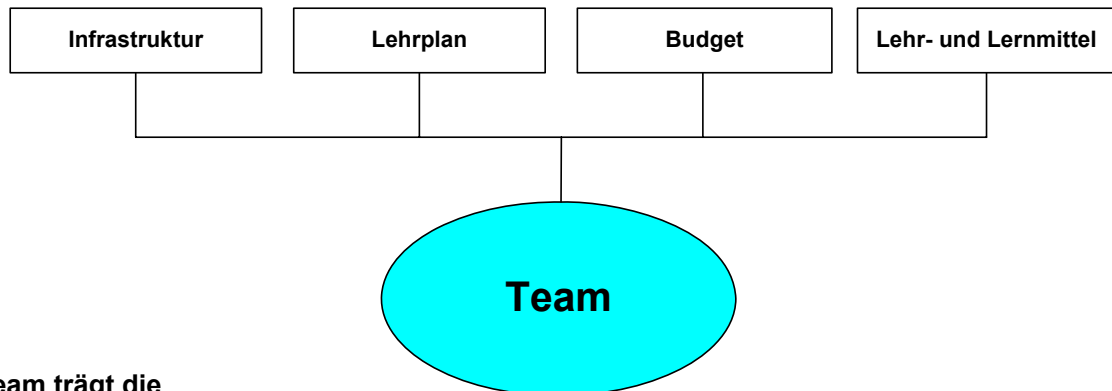 Infrastruktur
Lehrplan
Budget
Lehr- und Lernmittel
Team
eam trägt die